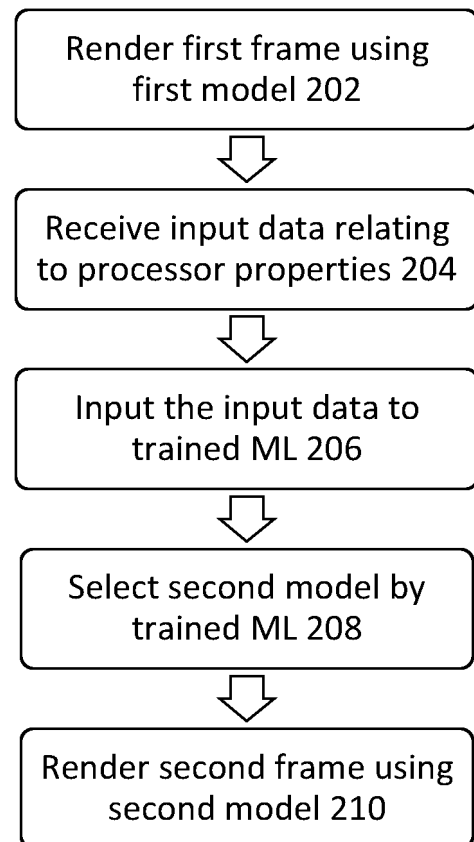 Render first frame using
first model 202
Receive input data relating
to processor properties 204
Input the input data to
trained ML 206
Select second model by
trained ML 208
Render second frame using
second model 210